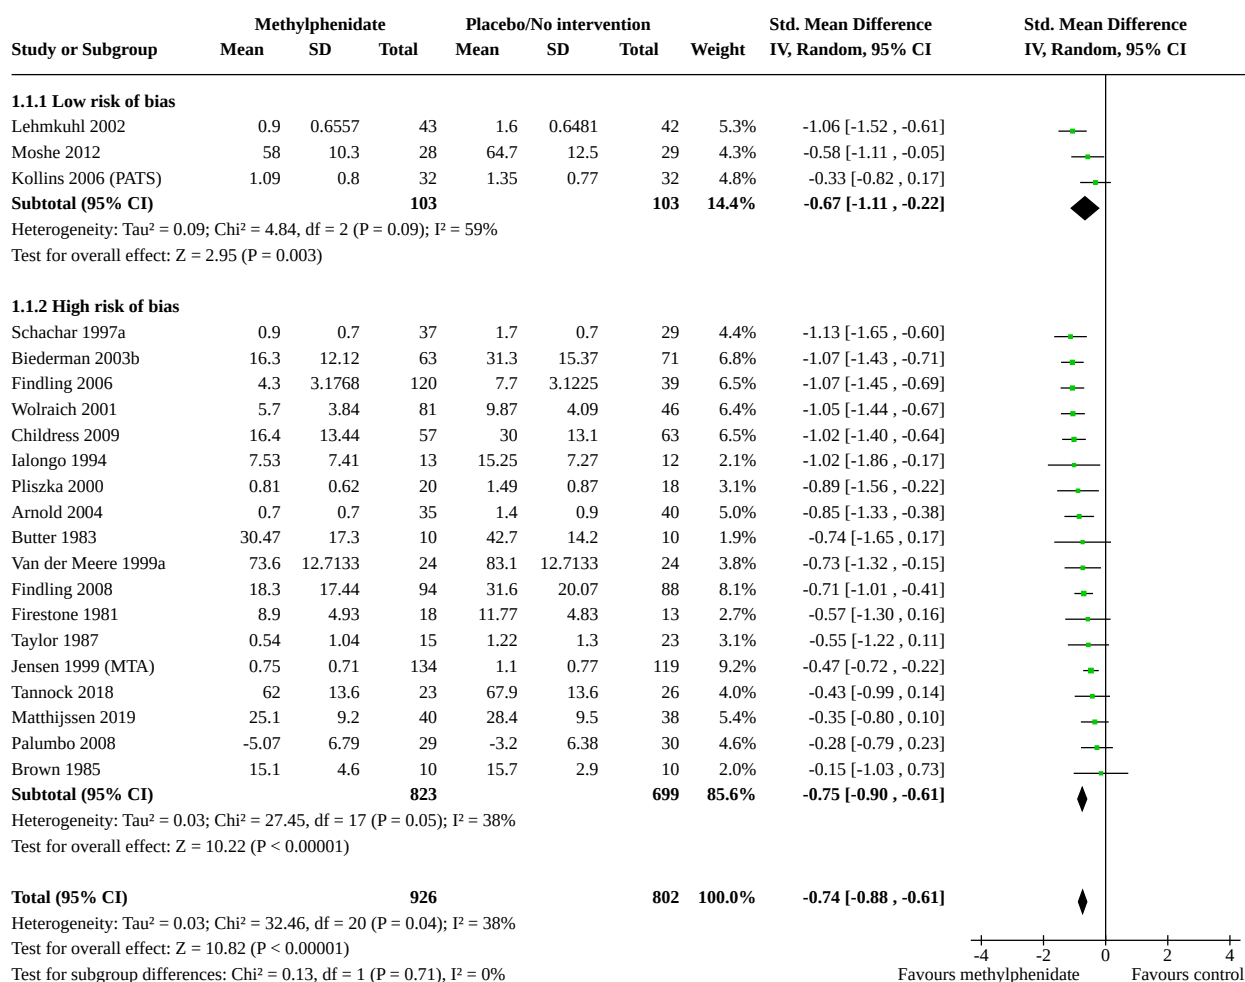 Methylphenidate Placebo/No intervention Std. Mean Difference Std. Mean Difference
Study or Subgroup Mean SD Total Mean SD Total Weight IV, Random, 95% CI IV, Random, 95% CI
1.1.1 Low risk of bias
Lehmkuhl 2002 0.9 0.6557 43 1.6 0.6481 42 5.3% -1.06 [-1.52 , -0.61]
Moshe 2012 58 10.3 28 64.7 12.5 29 4.3% -0.58 [-1.11 , -0.05]
Kollins 2006 (PATS) 1.09 0.8 32 1.35 0.77 32 4.8% -0.33 [-0.82 , 0.17]
Subtotal (95% CI) 103 103 14.4% -0.67 [-1.11 , -0.22]
Heterogeneity: Tau² = 0.09; Chi² = 4.84, df = 2 (P = 0.09); I² = 59%
Test for overall effect: Z = 2.95 (P = 0.003)
1.1.2 High risk of bias
Schachar 1997a 0.9 0.7 37 1.7 0.7 29 4.4% -1.13 [-1.65 , -0.60]
Biederman 2003b 16.3 12.12 63 31.3 15.37 71 6.8% -1.07 [-1.43 , -0.71]
Findling 2006 4.3 3.1768 120 7.7 3.1225 39 6.5% -1.07 [-1.45 , -0.69]
Wolraich 2001 5.7 3.84 81 9.87 4.09 46 6.4% -1.05 [-1.44 , -0.67]
Childress 2009 16.4 13.44 57 30 13.1 63 6.5% -1.02 [-1.40 , -0.64]
Ialongo 1994 7.53 7.41 13 15.25 7.27 12 2.1% -1.02 [-1.86 , -0.17]
Pliszka 2000 0.81 0.62 20 1.49 0.87 18 3.1% -0.89 [-1.56 , -0.22]
Arnold 2004 0.7 0.7 35 1.4 0.9 40 5.0% -0.85 [-1.33 , -0.38]
Butter 1983 30.47 17.3 10 42.7 14.2 10 1.9% -0.74 [-1.65 , 0.17]
Van der Meere 1999a 73.6 12.7133 24 83.1 12.7133 24 3.8% -0.73 [-1.32 , -0.15]
Findling 2008 18.3 17.44 94 31.6 20.07 88 8.1% -0.71 [-1.01 , -0.41]
Firestone 1981 8.9 4.93 18 11.77 4.83 13 2.7% -0.57 [-1.30 , 0.16]
Taylor 1987 0.54 1.04 15 1.22 1.3 23 3.1% -0.55 [-1.22 , 0.11]
Jensen 1999 (MTA) 0.75 0.71 134 1.1 0.77 119 9.2% -0.47 [-0.72 , -0.22]
Tannock 2018 62 13.6 23 67.9 13.6 26 4.0% -0.43 [-0.99 , 0.14]
Matthijssen 2019 25.1 9.2 40 28.4 9.5 38 5.4% -0.35 [-0.80 , 0.10]
Palumbo 2008 -5.07 6.79 29 -3.2 6.38 30 4.6% -0.28 [-0.79 , 0.23]
Brown 1985 15.1 4.6 10 15.7 2.9 10 2.0% -0.15 [-1.03 , 0.73]
Subtotal (95% CI) 823 699 85.6% -0.75 [-0.90 , -0.61]
Heterogeneity: Tau² = 0.03; Chi² = 27.45, df = 17 (P = 0.05); I² = 38%
Test for overall effect: Z = 10.22 (P < 0.00001)
Total (95% CI) 926 802 100.0% -0.74 [-0.88 , -0.61]
Heterogeneity: Tau² = 0.03; Chi² = 32.46, df = 20 (P = 0.04); I² = 38%
Test for overall effect: Z = 10.82 (P < 0.00001)
-4 -2 0 2 4
Test for subgroup differences: Chi² = 0.13, df = 1 (P = 0.71), I² = 0% Favours methylphenidate Favours control